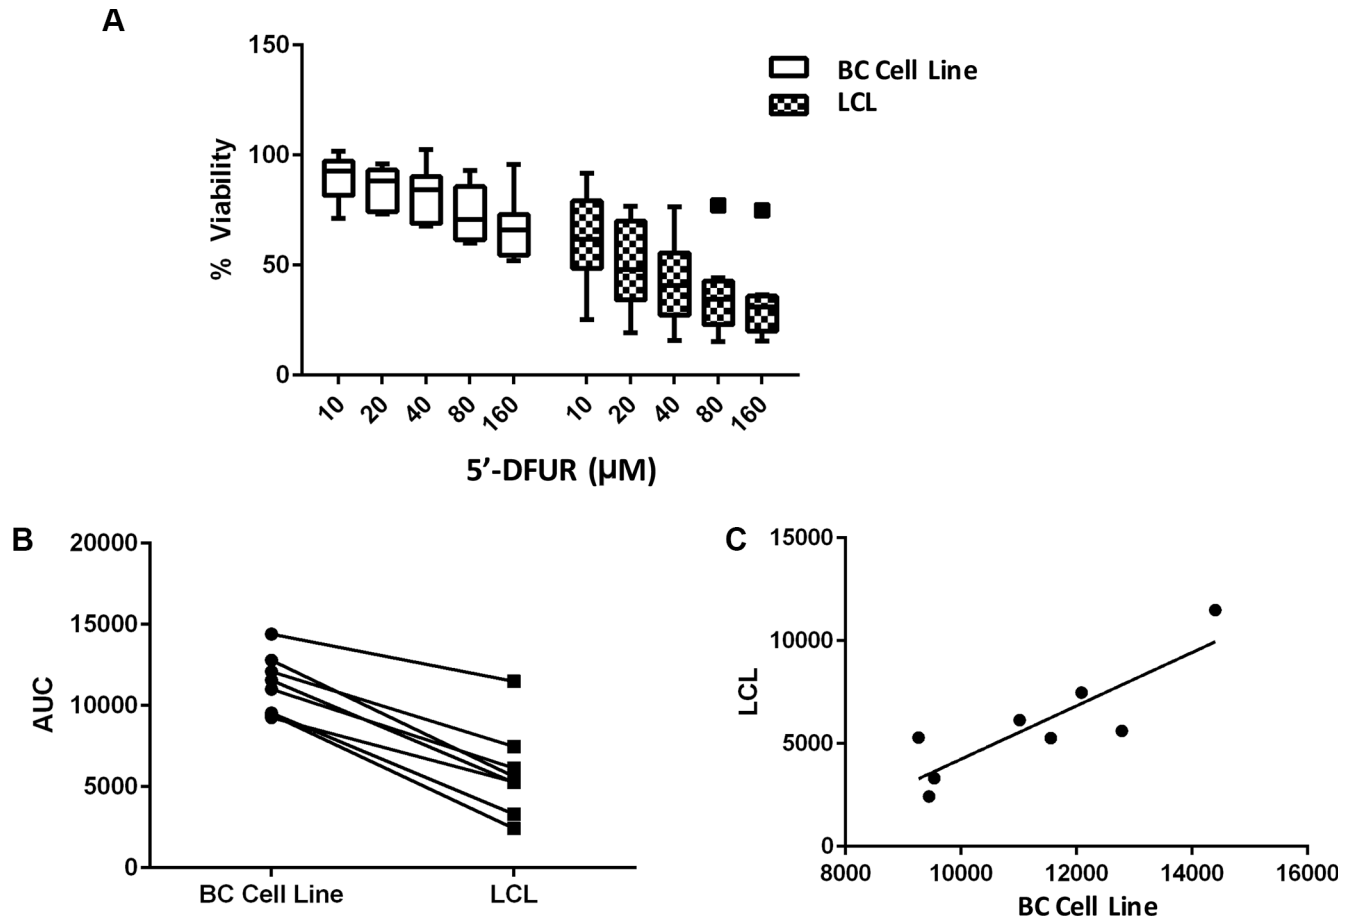 A
150
100
50
0
% Viability
BC Cell Line
LCL
10 20 40 80 160 10 20 40 80 160
5’-DFUR (µM)
B
20000
15000
10000
5000
0
AUC
BC Cell Line LCL
C
15000
10000
5000
0
LCL
8000 10000 12000 14000 16000
BC Cell Line